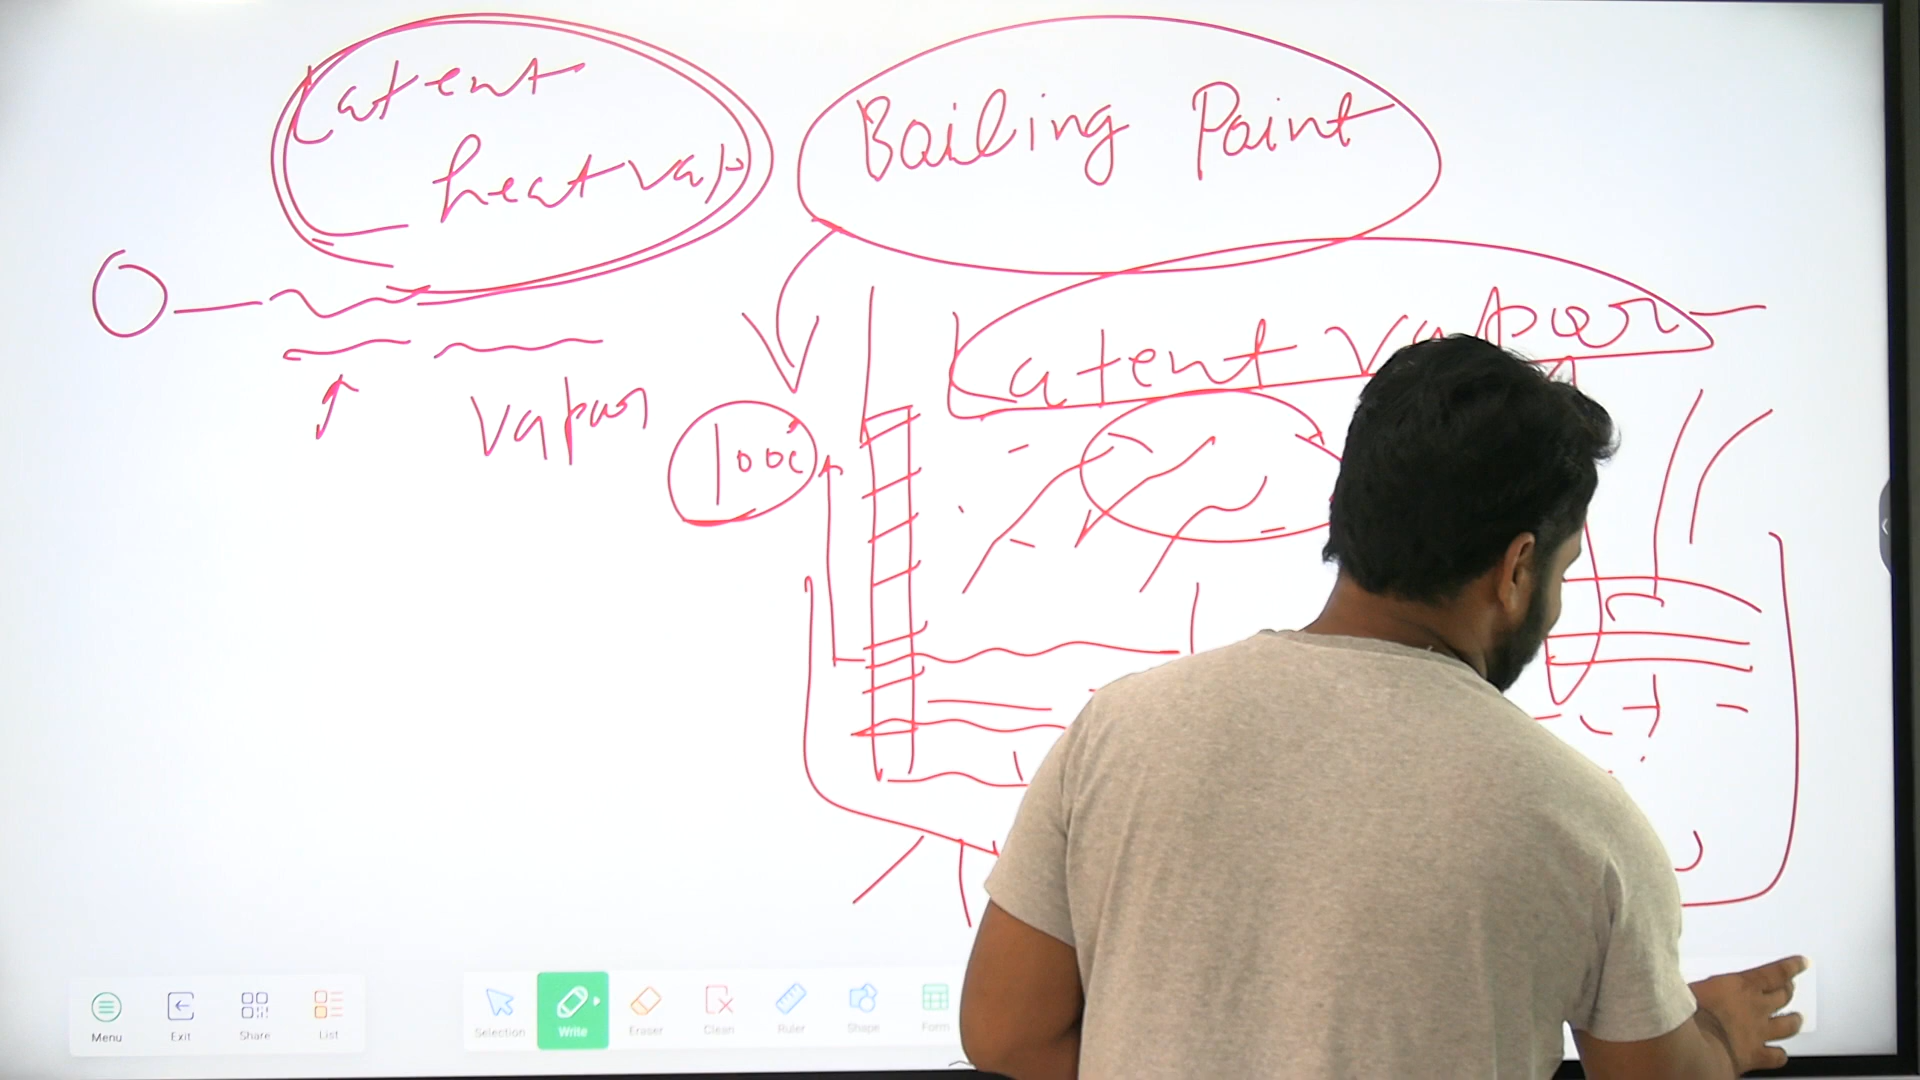 Latent
heat vap
Boiling Point
Latent vapour
vapour
100°C
Menu
Exit
Share
List
Selection
Write
Eraser
Clean
Ruler
Shape
Form